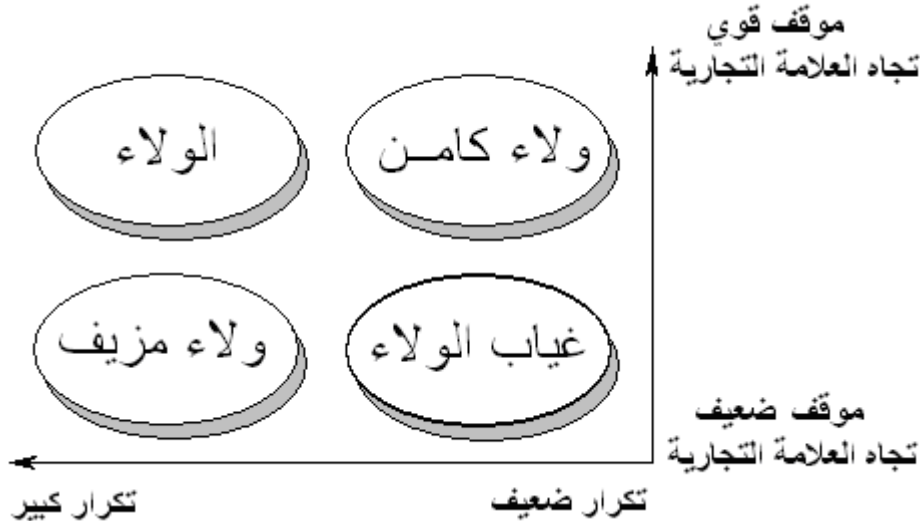 موقف قوي
تجاه العلامة التجارية
ولاء كامن
الولاء
غياب الولاء
ولاء مزيف
موقف ضعيف
تجاه العلامة التجارية
تكرار ضعيف
تكرار كبير